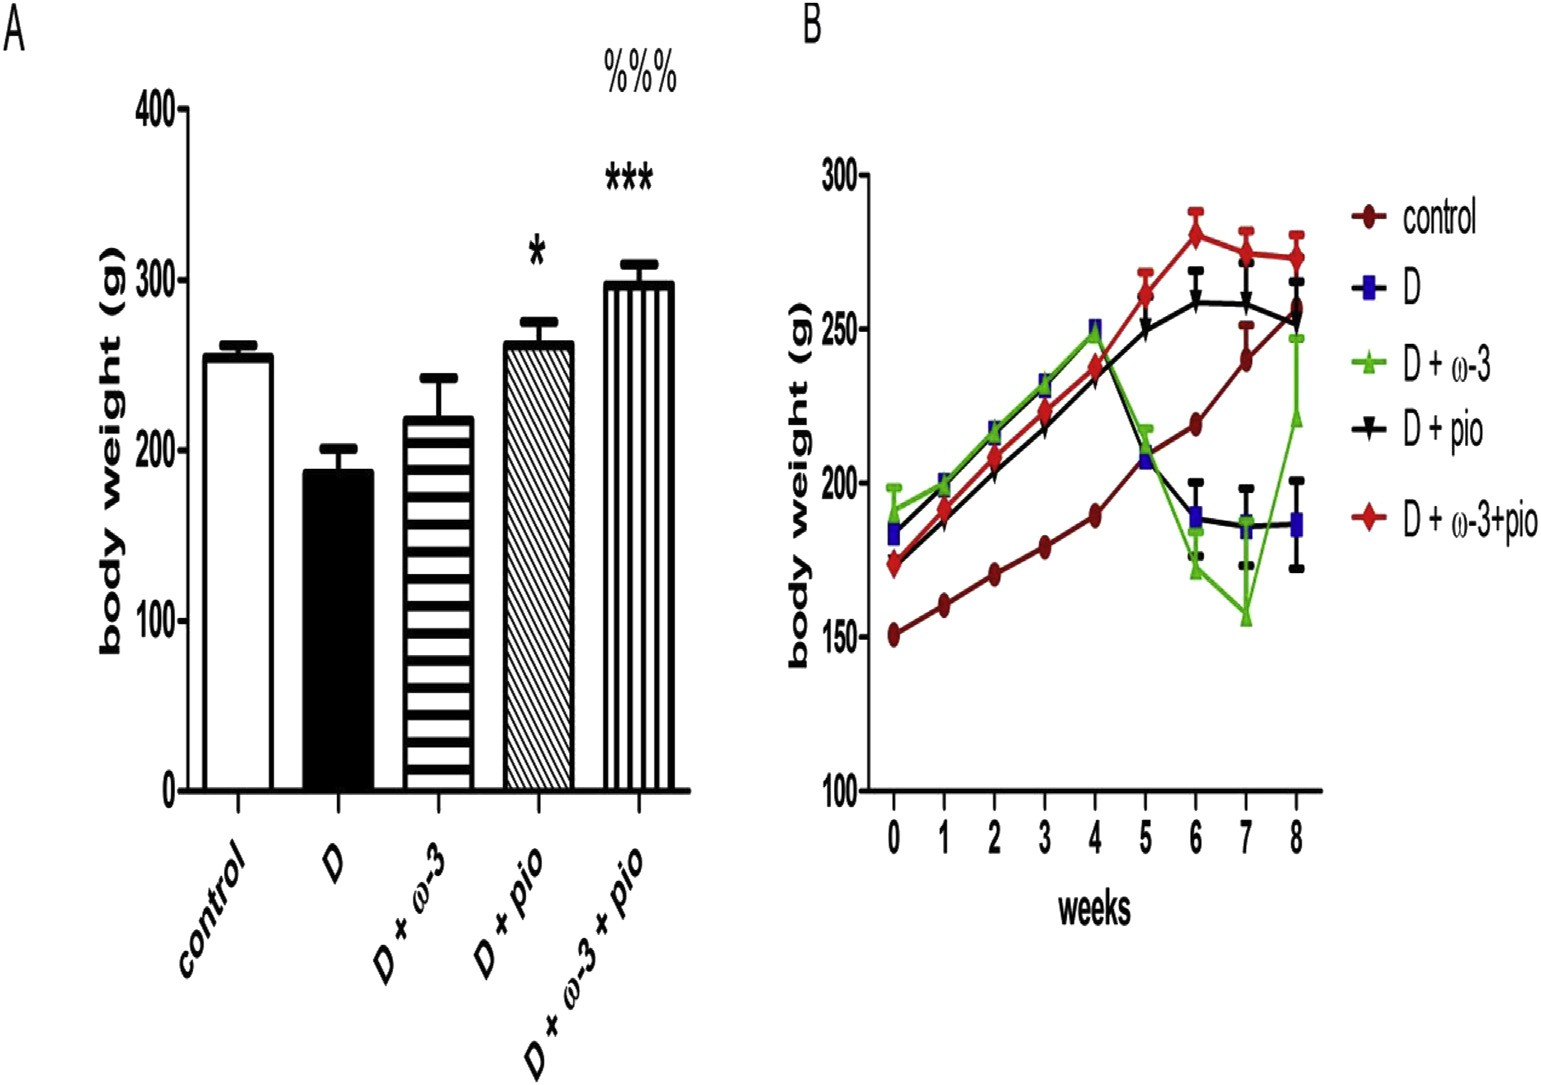 A
%%%
***
*
400
300
200
100
0
body weight (g)
control
D
D + ω-3
D + pio
D + ω-3 + pio
B
300
250
200
150
100
body weight (g)
0 1 2 3 4 5 6 7 8
weeks
control
D
D + ω-3
D + pio
D + ω-3+pio